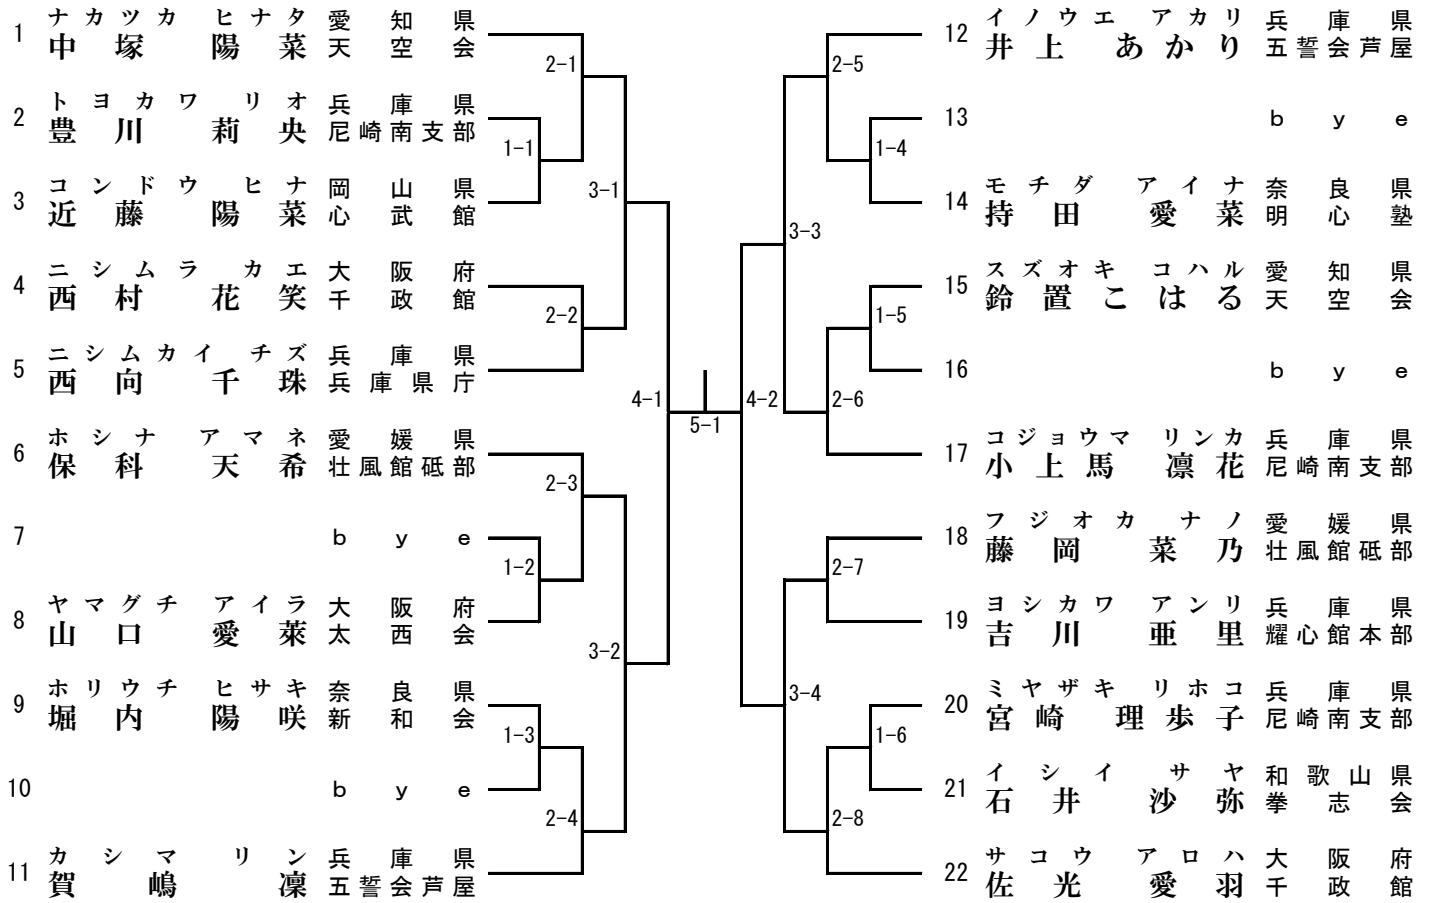 ナカツカ ヒナタ 愛知県
1 中塚 陽菜 天空会
2-1
トヨカワ リオ 兵庫県
2 豊川 莉央 尼崎南支部
1-1
コンドウ ヒナ 岡山県
3 近藤 陽菜 心武館
3-1
ニシムラ カエ 大阪府
4 西村 花笑 千政館
2-2
ニシムカイ チズ 兵庫県
5 西向 千珠 兵庫県庁
4-1
ホシナ アマネ 愛媛県
6 保科 天希 壮風館砥部
2-3
7 bye
1-2
ヤマグチ アイラ 大阪府
8 山口 愛莱 太西会
3-2
ホリウチ ヒサキ 奈良県
9 堀内 陽咲 新和会
1-3
10 bye
2-4
カシマ リン 兵庫県
11 賀嶋 凜 五誓会芦屋
5-1
イノウエ アカリ 兵庫県
12 井上 あかり 五誓会芦屋
2-5
13 bye
1-4
モチダ アイナ 奈良県
14 持田 愛菜 明心塾
3-3
スズオキ コハル 愛知県
15 鈴置こはる 天空会
1-5
16 bye
4-2
2-6
コジョウマ リンカ 兵庫県
17 小上馬 凛花 尼崎南支部
フジオカ ナノ 愛媛県
18 藤岡 菜乃 壮風館砥部
2-7
ヨシカワ アンリ 兵庫県
19 吉川 亜里 耀心館本部
3-4
ミヤザキ リホコ 兵庫県
20 宮崎 理歩子 尼崎南支部
1-6
イシイ サヤ 和歌山県
21 石井 沙弥 拳志会
2-8
サコウ アロハ 大阪府
22 佐光 愛羽 千政館